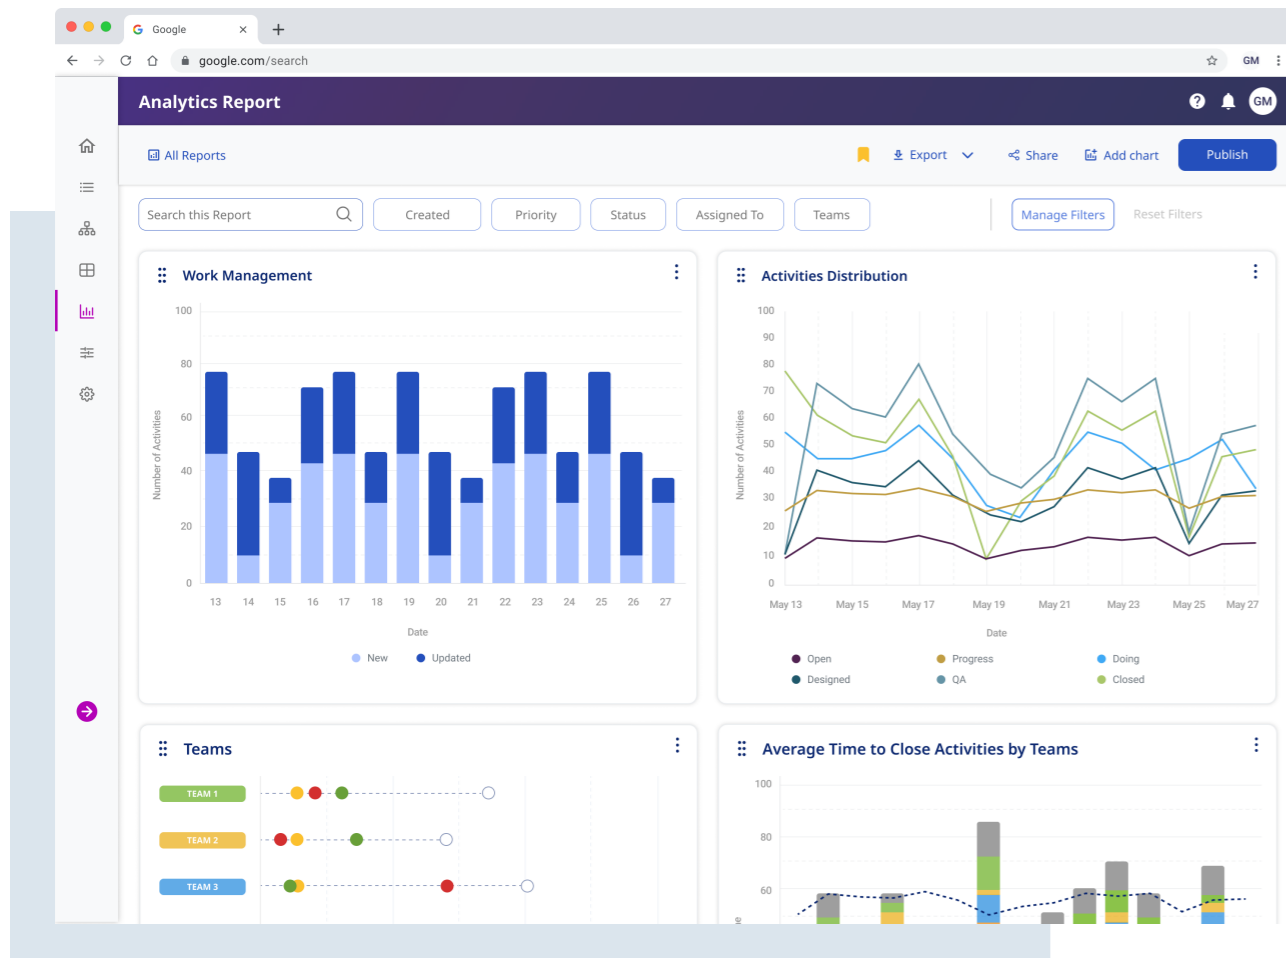 Google
google.com/search
GM
Analytics Report
GM
All Reports
Export
Share
Add chart
Publish
Search this Report
Created
Priority
Status
Assigned To
Teams
Manage Filters
Reset Filters
Work Management
100
80
60
40
20
0
Number of Activities
13 14 15 16 17 18 19 20 21 22 23 24 25 26 27
Date
New Updated
Activities Distribution
100
90
80
70
60
50
40
30
20
10
0
Number of Activities
May 13 May 15 May 17 May 19 May 21 May 23 May 25 May 27
Date
Open Progress Doing
Designed QA Closed
Teams
TEAM 1
TEAM 2
TEAM 3
Average Time to Close Activities by Teams
100
80
60